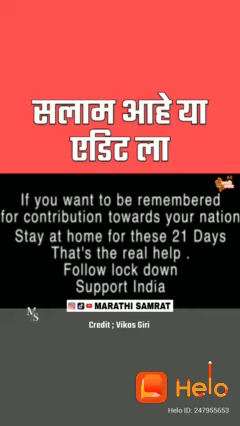 सलाम आहे या
एडिट ला
If you want to be remembered
for contribution towards your nation
Stay at home for these 21 Days
That's the real help .
Follow lock down
Support India
MS
MARATHI SAMRAT
Credit ; Vikas Giri
Helo
Helo ID: 247955653